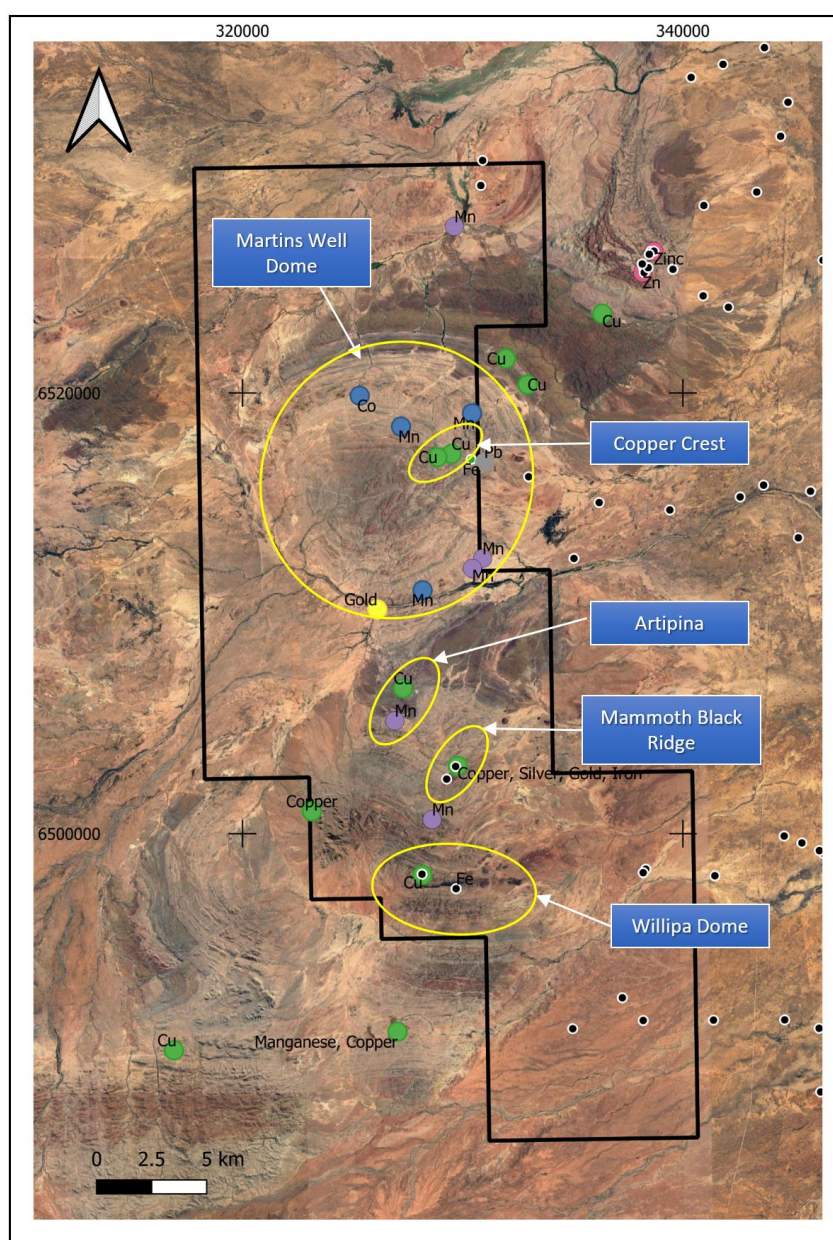 320000
340000
Mn
Martins Well
Dome
Zinc
Zn
Cu
Cu
Cu
6520000
6520000
Co
Mn
Mn
Cu
Cu
Pb
Fe
Copper Crest
Mn
Mn
Mn
Gold
Artipina
Cu
Mn
Mammoth Black
Ridge
Copper, Silver, Gold, Iron
Copper
Mn
6500000
6500000
Cu
Fe
Willipa Dome
Manganese, Copper
Cu
0 2.5 5 km